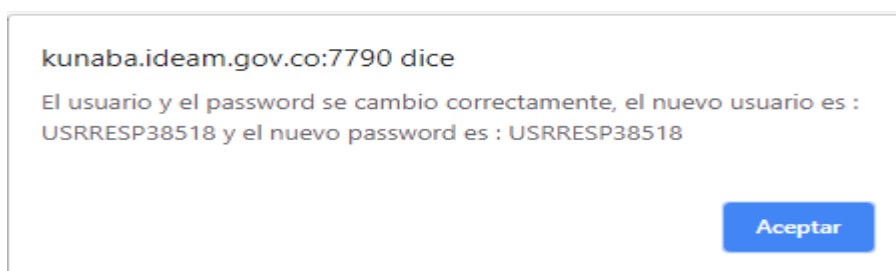 kunaba.ideam.gov.co:7790 dice
El usuario y el password se cambio correctamente, el nuevo usuario es :
USRRESP38518 y el nuevo password es : USRRESP38518
Aceptar